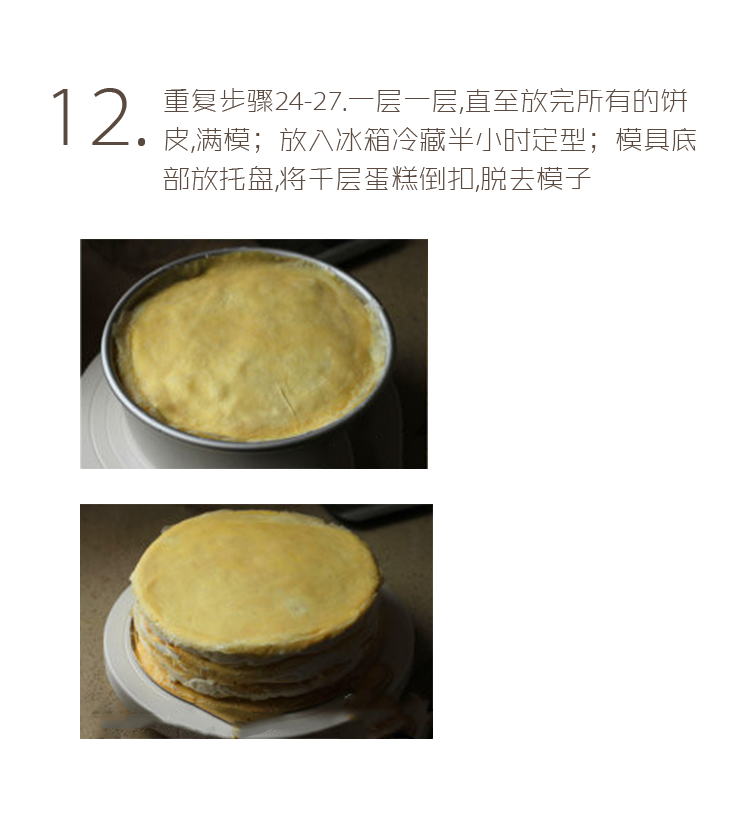 12.
重复步骤24-27.一层一层,直至放完所有的饼
皮,满模；放入冰箱冷藏半小时定型；模具底
部放托盘,将千层蛋糕倒扣,脱去模子